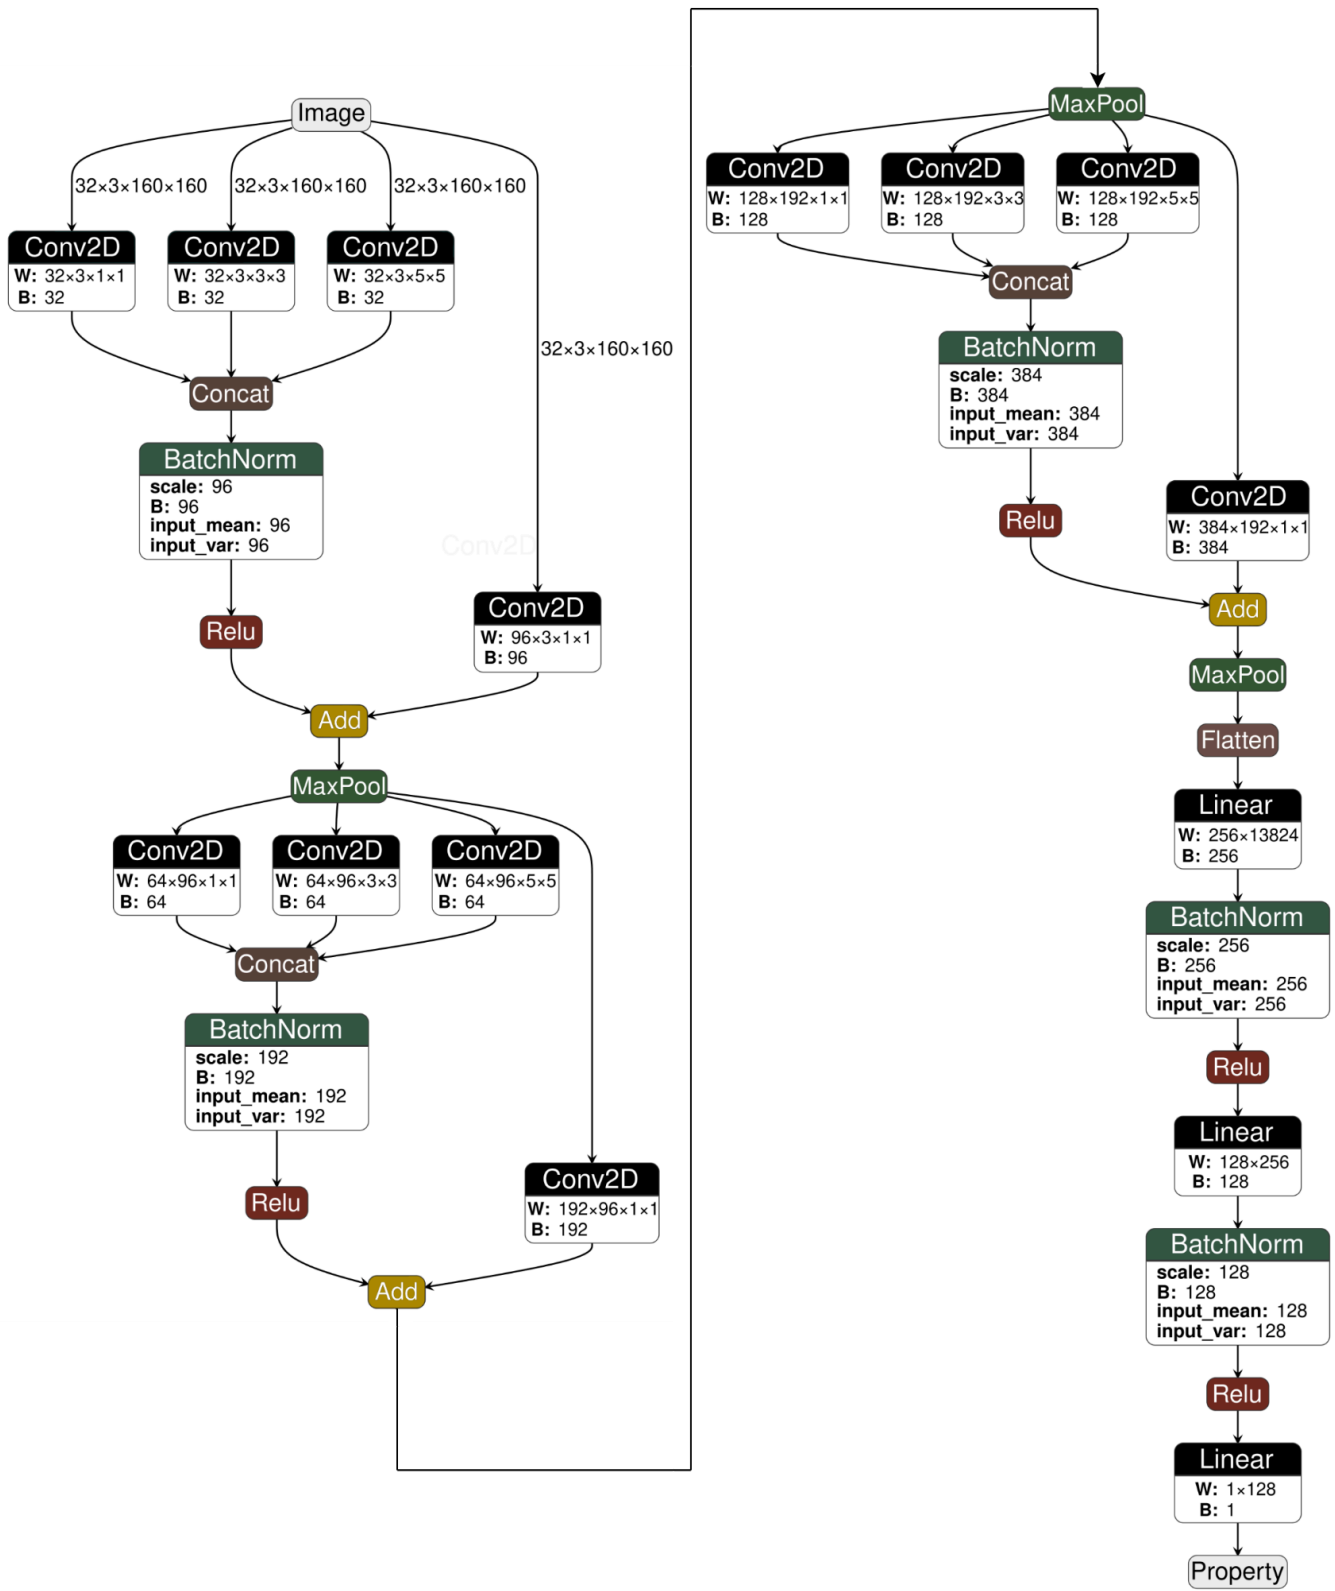 Image
32×3×160×160
32×3×160×160
32×3×160×160
Conv2D
W: 32×3×1×1
B: 32
Conv2D
W: 32×3×3×3
B: 32
Conv2D
W: 32×3×5×5
B: 32
32×3×160×160
Concat
BatchNorm
scale: 96
B: 96
input_mean: 96
input_var: 96
Conv2D
Relu
Conv2D
W: 96×3×1×1
B: 96
Add
MaxPool
Conv2D
W: 64×96×1×1
B: 64
Conv2D
W: 64×96×3×3
B: 64
Conv2D
W: 64×96×5×5
B: 64
Concat
BatchNorm
scale: 192
B: 192
input_mean: 192
input_var: 192
Relu
Conv2D
W: 192×96×1×1
B: 192
Add
MaxPool
Conv2D
W: 128×192×1×1
B: 128
Conv2D
W: 128×192×3×3
B: 128
Conv2D
W: 128×192×5×5
B: 128
Concat
BatchNorm
scale: 384
B: 384
input_mean: 384
input_var: 384
Relu
Conv2D
W: 384×192×1×1
B: 384
Add
MaxPool
Flatten
Linear
W: 256×13824
B: 256
BatchNorm
scale: 256
B: 256
input_mean: 256
input_var: 256
Relu
Linear
W: 128×256
B: 128
BatchNorm
scale: 128
B: 128
input_mean: 128
input_var: 128
Relu
Linear
W: 1×128
B: 1
Property